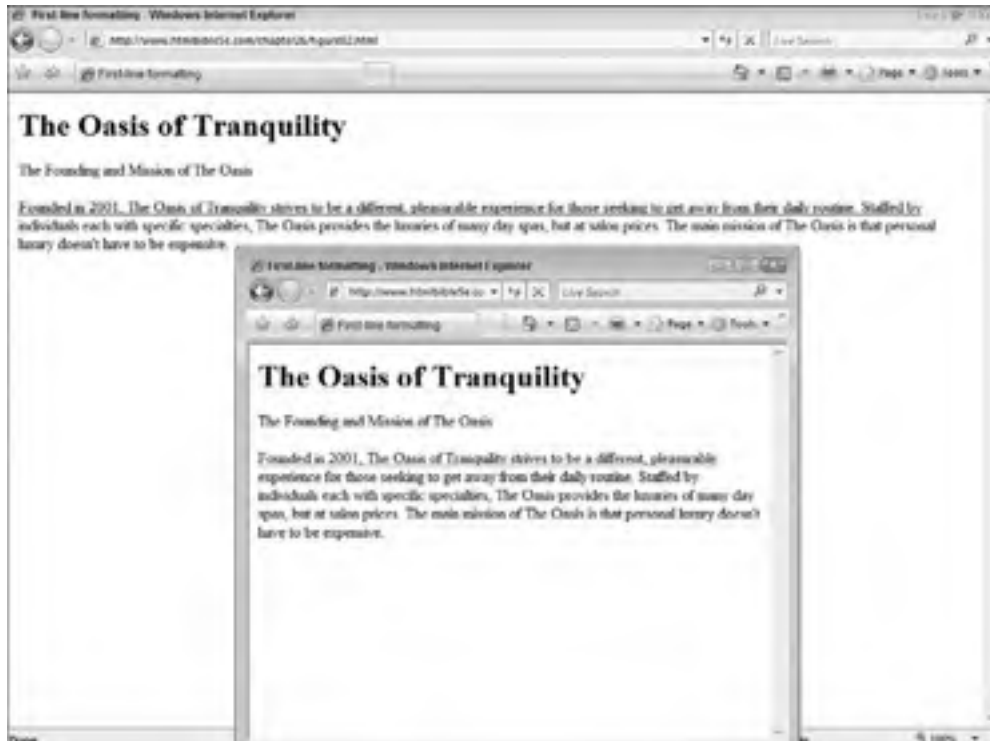 First-line formatting - Windows Internet Explorer
Live Search
First-line formatting
Page Tools
The Oasis of Tranquility
The Founding and Mission of The Oasis
Founded in 2001, The Oasis of Tranquility strives to be a different, pleasurable experience for those seeking to get away from their daily routine. Staffed by
individuals each with specific specialties, The Oasis provides the luxuries of many day spas, but at salon prices. The main mission of The Oasis is that personal
luxury doesn't have to be expensive.
First-line formatting - Windows Internet Explorer
Live Search
First-line formatting
Page Tools
The Oasis of Tranquility
The Founding and Mission of The Oasis
Founded in 2001, The Oasis of Tranquility strives to be a different, pleasurable
experience for those seeking to get away from their daily routine. Staffed by
individuals each with specific specialties, The Oasis provides the luxuries of many day
spas, but at salon prices. The main mission of The Oasis is that personal luxury doesn't
have to be expensive.
Done
100%